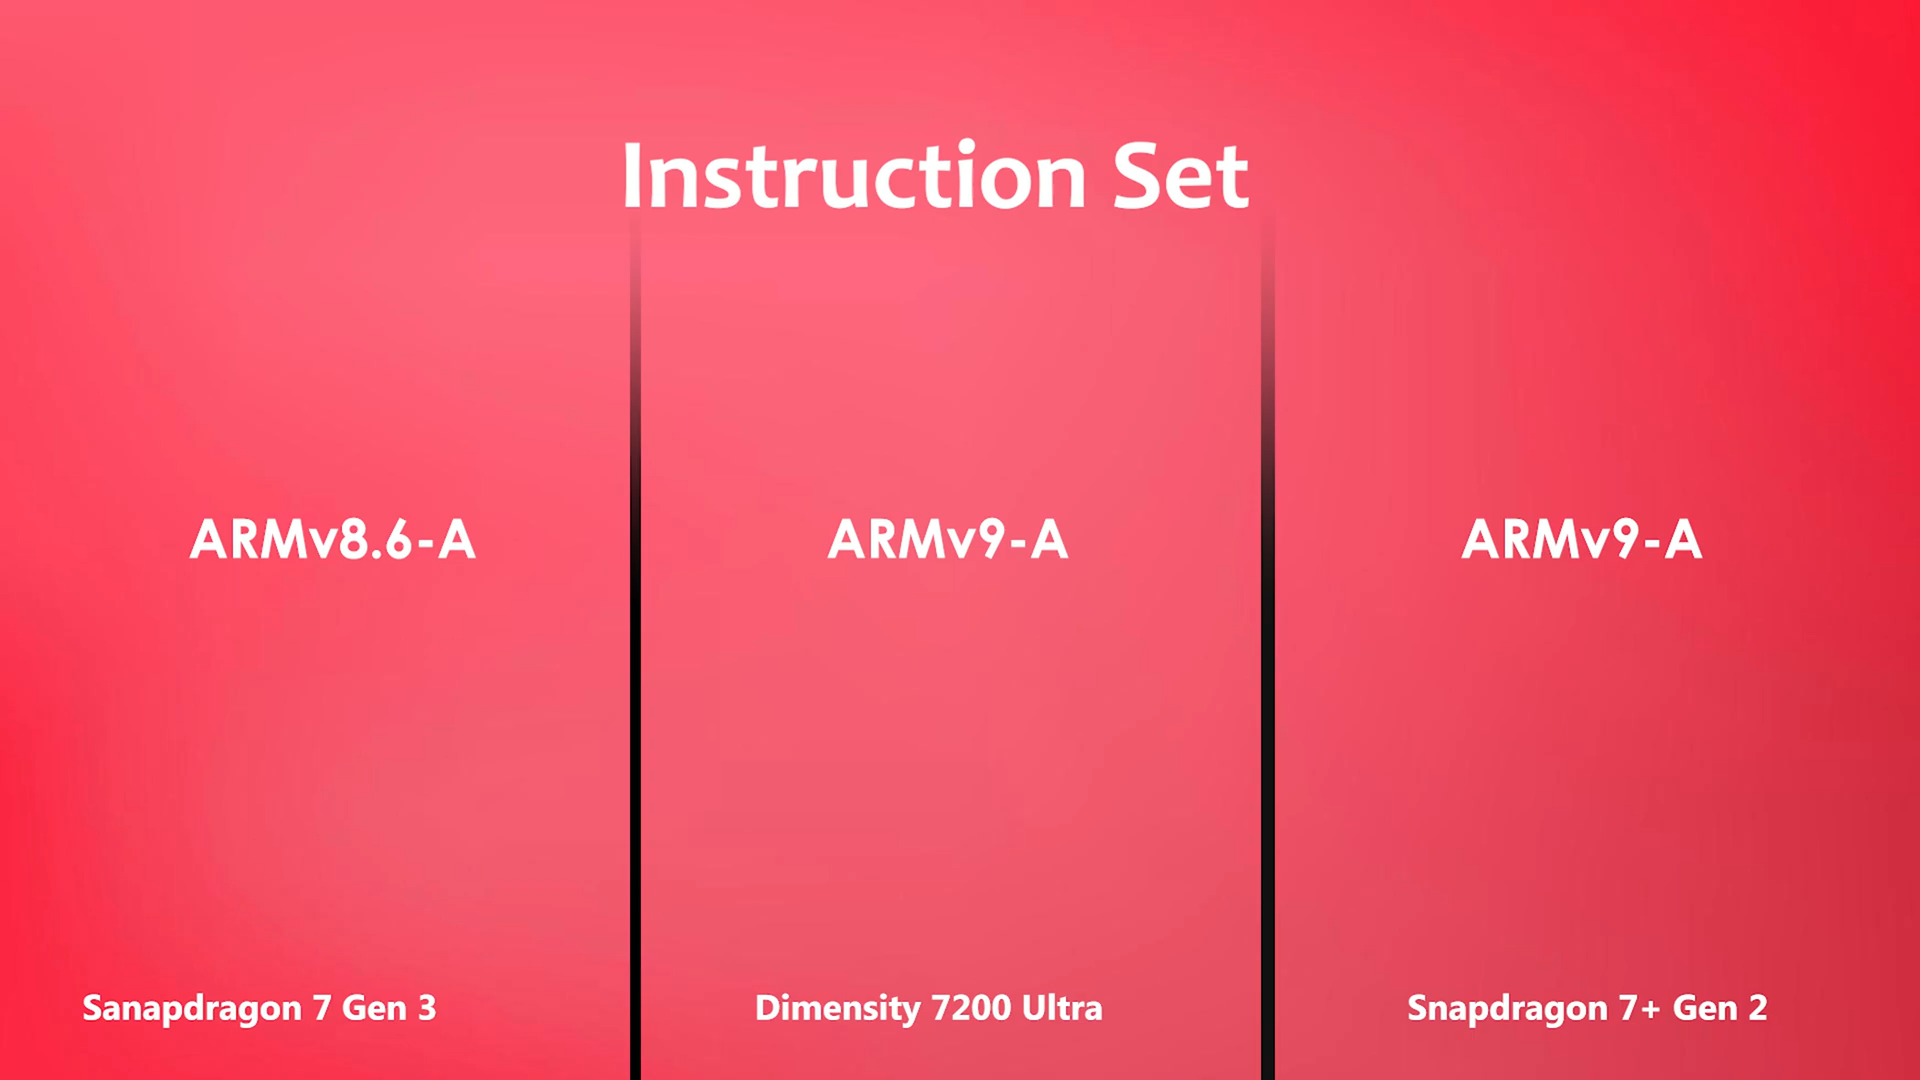 Instruction Set
ARMv8.6-A
ARMv9-A
ARMv9-A
Sanapdragon 7 Gen 3
Dimensity 7200 Ultra
Snapdragon 7+ Gen 2